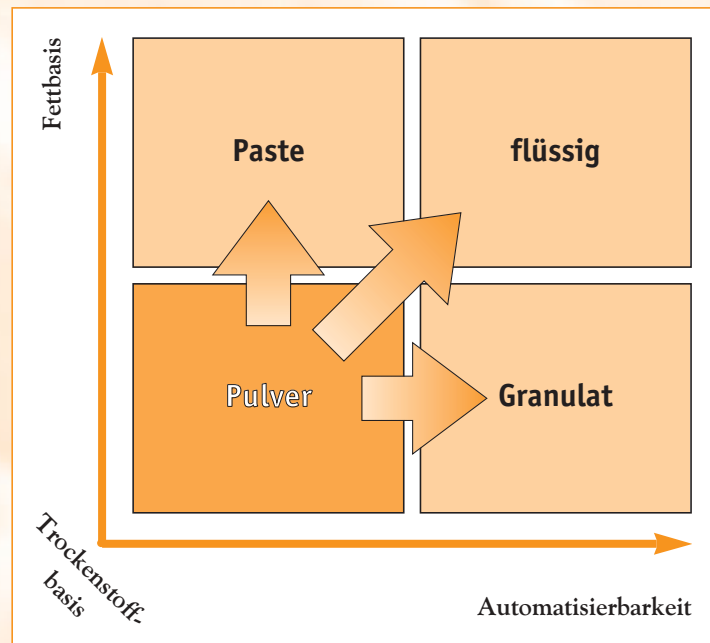 Fettbasis
Paste
flüssig
Pulver
Granulat
Trockenstoff-
basis
Automatisierbarkeit